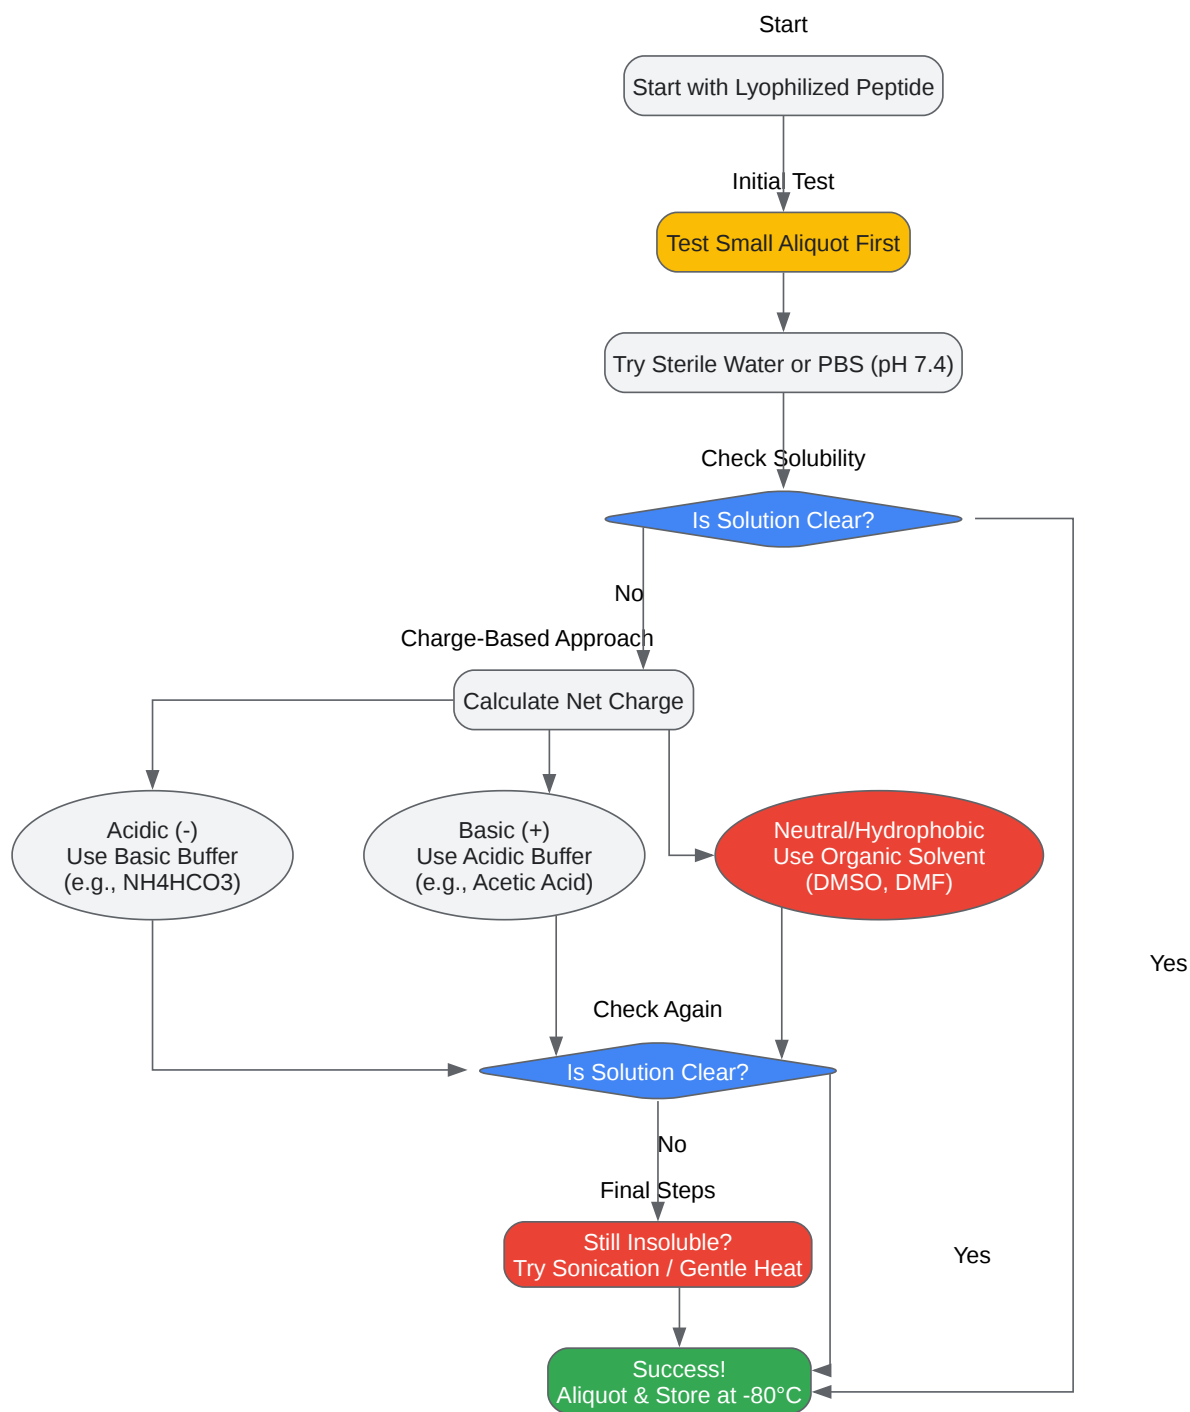 Start
Start with Lyophilized Peptide
Initial Test
Test Small Aliquot First
Try Sterile Water or PBS (pH 7.4)
Check Solubility
Is Solution Clear?
No
Charge-Based Approach
Calculate Net Charge
Acidic (-)
Use Basic Buffer
(e.g., NH4HCO3)
Basic (+)
Use Acidic Buffer
(e.g., Acetic Acid)
Neutral/Hydrophobic
Use Organic Solvent
(DMSO, DMF)
Yes
Check Again
Is Solution Clear?
No
Final Steps
Still Insoluble?
Try Sonication / Gentle Heat
Yes
Success!
Aliquot & Store at -80°C